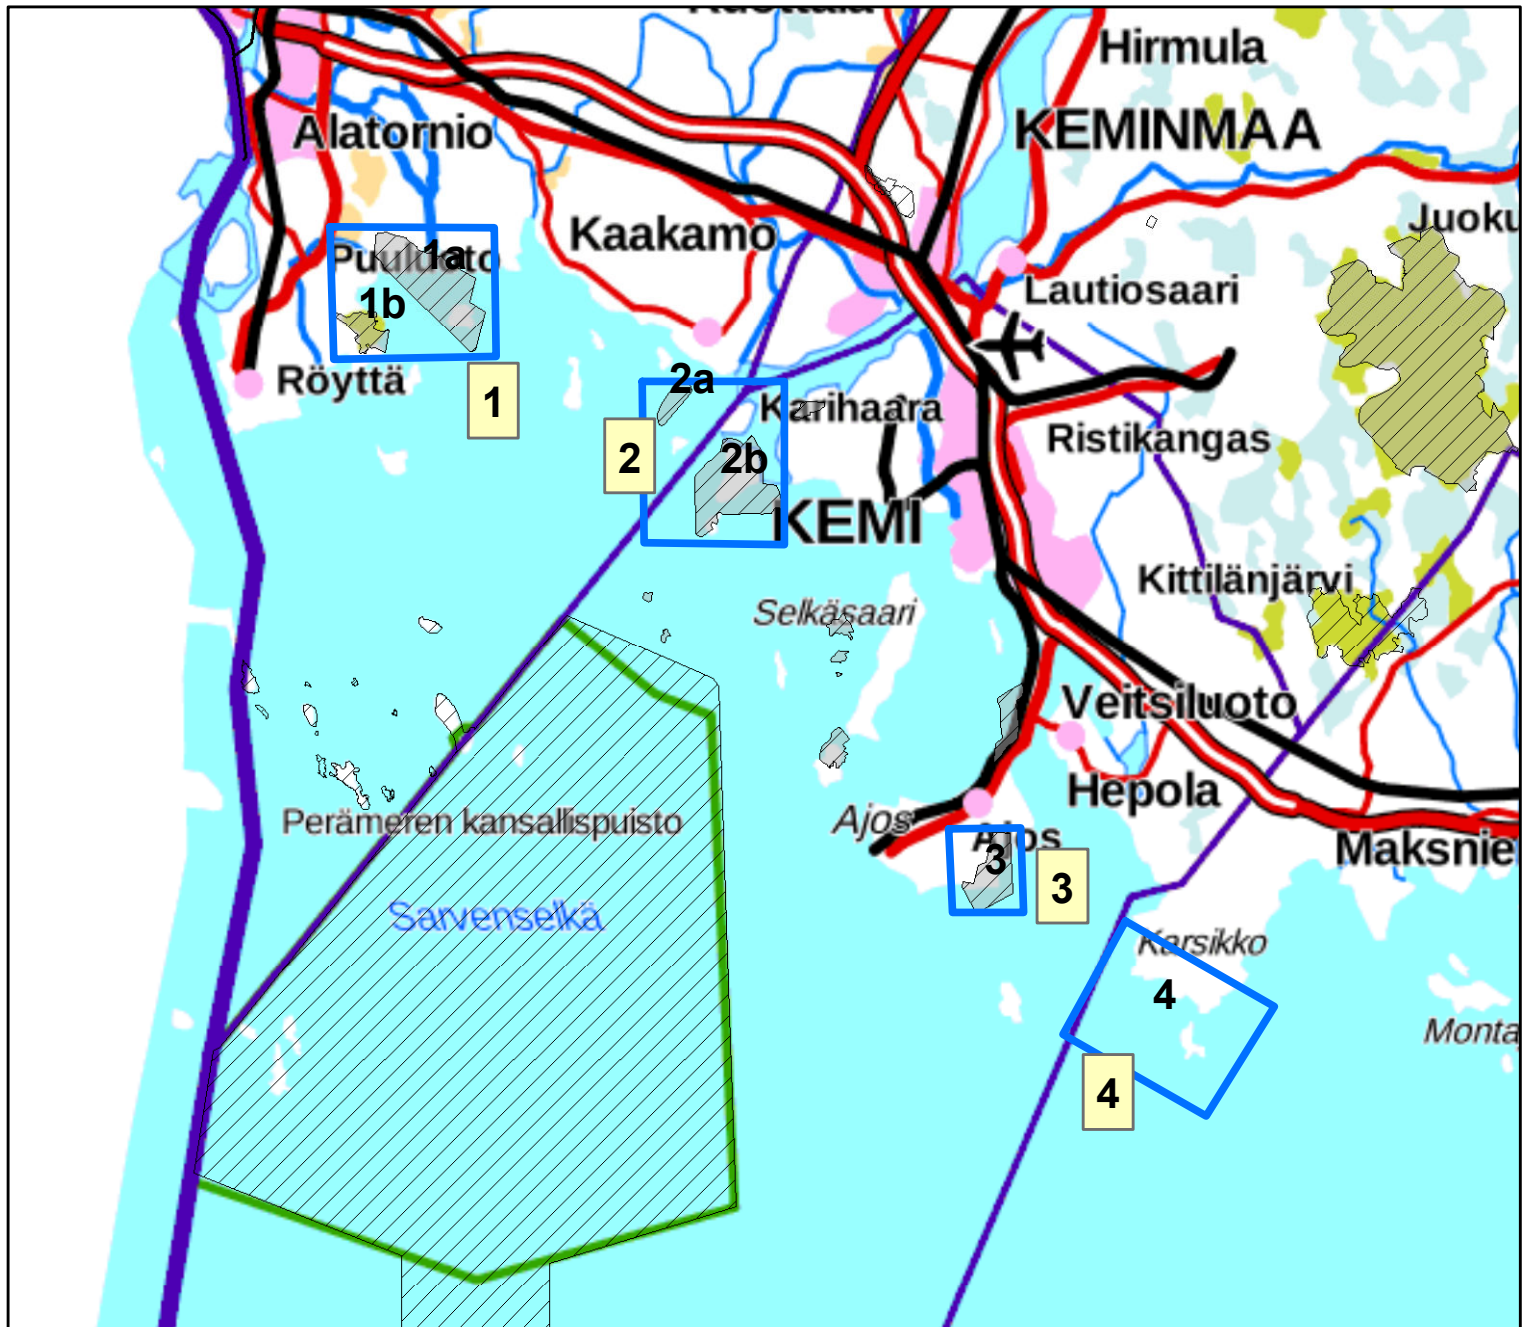 Hirmula
KEMINMAA
Alatornio
Juoku
Kaakamo
1a
Lautiosaari
1b
Röyttä
1
2a
Karihaara
Ristikangas
2
2b
KEMI
Kittilänjärvi
Selkäsaari
Veitsiluoto
Hepola
Perämeren kansallispuisto
Ajos
Ajos
Maksnie
3
3
Sarvenselkä
Karsikko
4
Monta
4